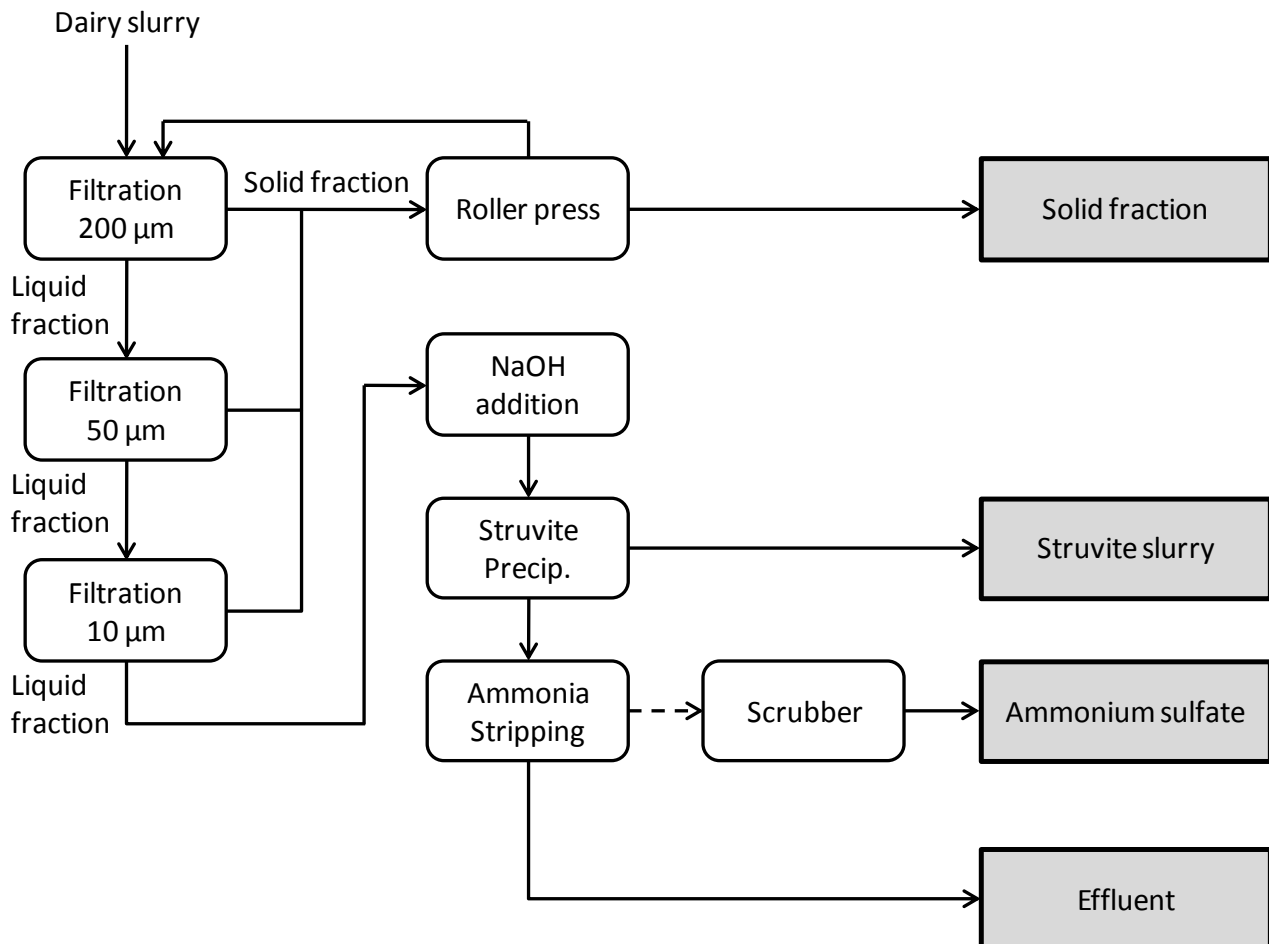 Dairy slurry
Filtration
200 µm
Solid fraction
Roller press
Solid fraction
Liquid
fraction
NaOH
addition
Filtration
50 µm
Liquid
fraction
Struvite
Precip.
Struvite slurry
Filtration
10 µm
Liquid
fraction
Ammonia
Stripping
Scrubber
Ammonium sulfate
Effluent